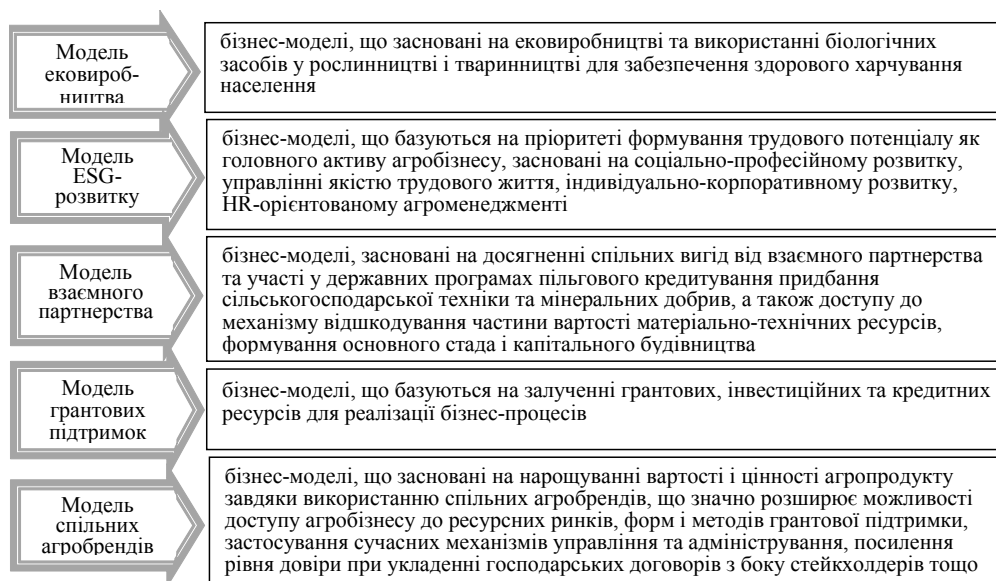 Модель
ековироб-
ництва
бізнес-моделі, що засновані на ековиробництві та використанні біологічних
засобів у рослинництві і тваринництві для забезпечення здорового харчування
населення
Модель
ESG-
розвитку
бізнес-моделі, що базуються на пріоритеті формування трудового потенціалу як
головного активу агробізнесу, засновані на соціально-професійному розвитку,
управлінні якістю трудового життя, індивідуально-корпоративному розвитку,
HR-орієнтованому агроменеджменті
Модель
взаємного
партнерства
бізнес-моделі, засновані на досягненні спільних вигід від взаємного партнерства
та участі у державних програмах пільгового кредитування придбання
сільськогосподарської техніки та мінеральних добрив, а також доступу до
механізму відшкодування частини вартості матеріально-технічних ресурсів,
формування основного стада і капітального будівництва
Модель
грантових
підтримок
бізнес-моделі, що базуються на залученні грантових, інвестиційних та кредитних
ресурсів для реалізації бізнес-процесів
Модель
спільних
агробрендів
бізнес-моделі, що засновані на нарощуванні вартості і цінності агропродукту
завдяки використанню спільних агробрендів, що значно розширює можливості
доступу агробізнесу до ресурсних ринків, форм і методів грантової підтримки,
застосування сучасних механізмів управління та адміністрування, посилення
рівня довіри при укладенні господарських договорів з боку стейкхолдерів тощо